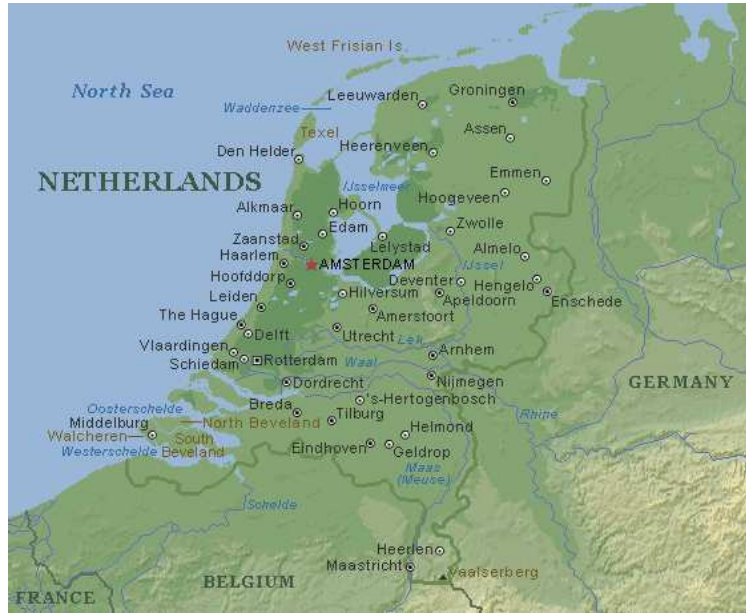 West Frisian Is.
North Sea
Leeuwarden
Groningen
Waddenzee
Texel
Assen
Den Helder
Heerenveen
NETHERLANDS
IJsselmeer
Emmen
Hoogeveen
Alkmaar
Hoorn
Edam
Zwolle
Zaanstad
Lelystad
Almelo
Haarlem
AMSTERDAM
IJssel
Hoofddorp
Deventer
Hengelo
Leiden
Hilversum
Apeldoorn
Enschede
The Hague
Amerstoort
Delft
Utrecht
Lek
Vlaardingen
Schiedam
Rotterdam
Waal
Arnhem
Dordrecht
Nijmegen
GERMANY
's-Hertogenbosch
Oosterschelde
Breda
Rhine
Middelburg
North Beveland
Tilburg
Walcheren
South
Beveland
Helmond
Westerschelde
Eindhoven
Geldrop
Maas
(Meuse)
Schelde
Heerlen
Maastricht
Vaalserberg
BELGIUM
FRANCE